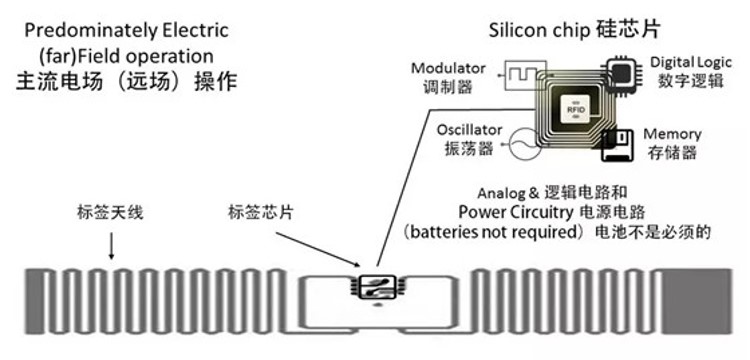 Predominately Electric
(far)Field operation
主流电场（远场）操作
Silicon chip 硅芯片
Modulator
调制器
Digital Logic
数字逻辑
RFID
Oscillator
振荡器
Memory
存储器
Analog & 逻辑电路和
Power Circuitry 电源电路
（batteries not required）电池不是必须的
标签天线
标签芯片